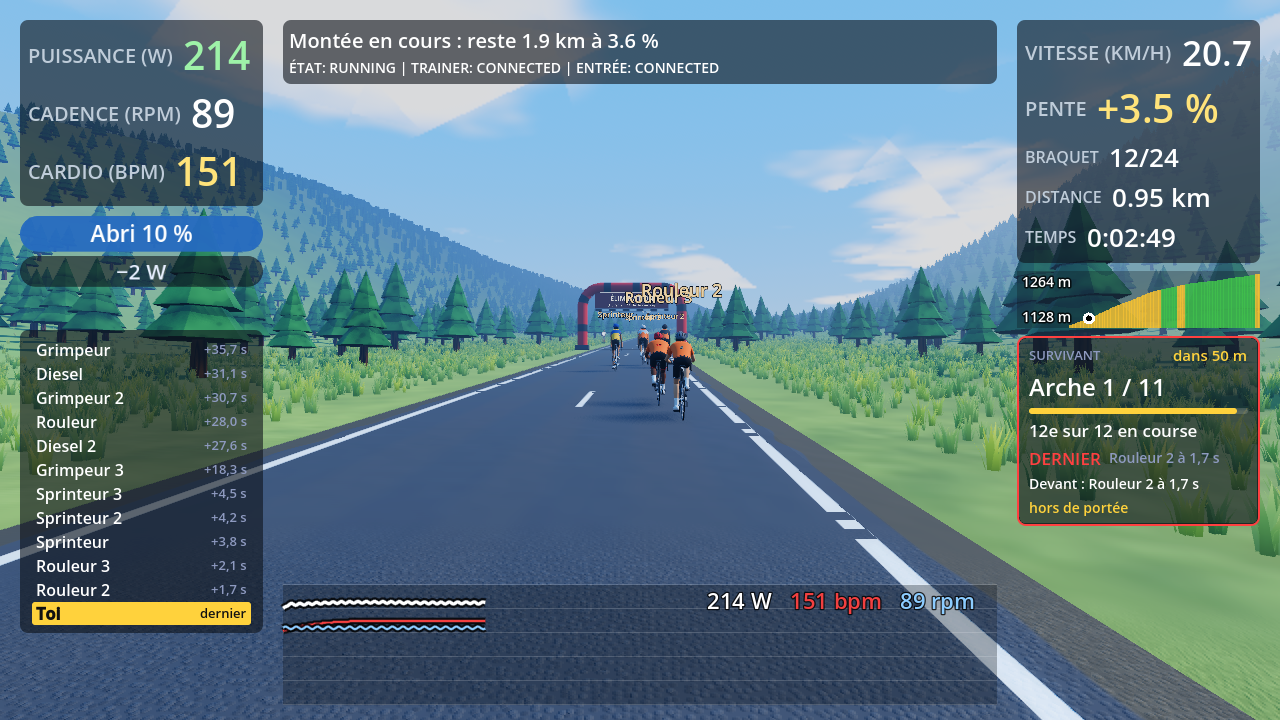 PUISSANCE (W) 214
CADENCE (RPM) 89
CARDIO (BPM) 151
Abri 10 %
−2 W
Grimpeur +35,7 s
Diesel +31,1 s
Grimpeur 2 +30,7 s
Rouleur +28,0 s
Diesel 2 +27,6 s
Grimpeur 3 +18,3 s
Sprinteur 3 +4,5 s
Sprinteur 2 +4,2 s
Sprinteur +3,8 s
Rouleur 3 +2,1 s
Rouleur 2 +1,7 s
Toi dernier
Montée en cours : reste 1.9 km à 3.6 %
ÉTAT: RUNNING | TRAINER: CONNECTED | ENTRÉE: CONNECTED
Rouleur 2
Rouleur 3
214 W 151 bpm 89 rpm
VITESSE (KM/H) 20.7
PENTE +3.5 %
BRAQUET 12/24
DISTANCE 0.95 km
TEMPS 0:02:49
1264 m
1128 m
SURVIVANT dans 50 m
Arche 1 / 11
12e sur 12 en course
DERNIER Rouleur 2 à 1,7 s
Devant : Rouleur 2 à 1,7 s
hors de portée